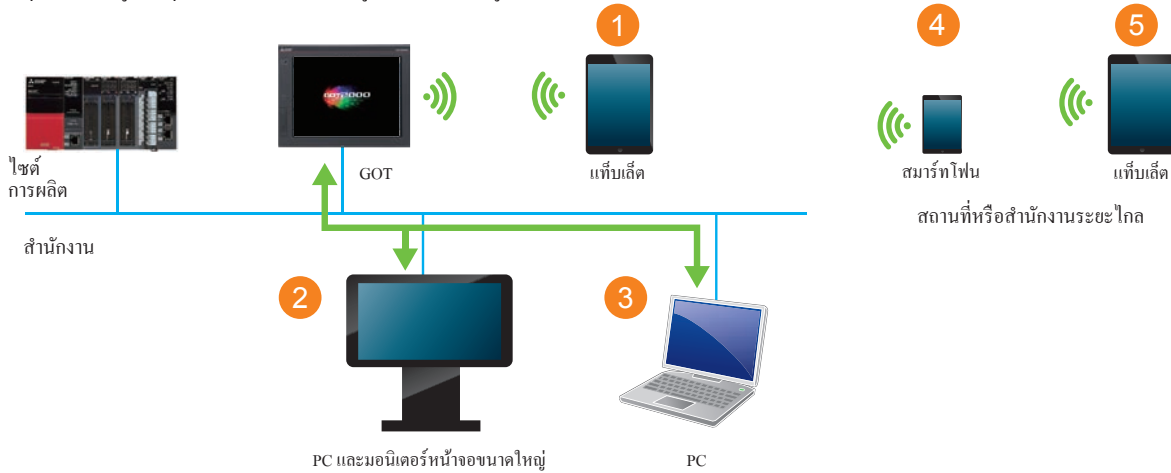 1
4
5
GOT2000
ไซต์
การผลิต
GOT
แท็บเล็ต
สมาร์ทโฟน
แท็บเล็ต
สถานที่หรือสำนักงานระยะไกล
สำนักงาน
2
3
PC และมอนิเตอร์หน้าจอขนาดใหญ่
PC